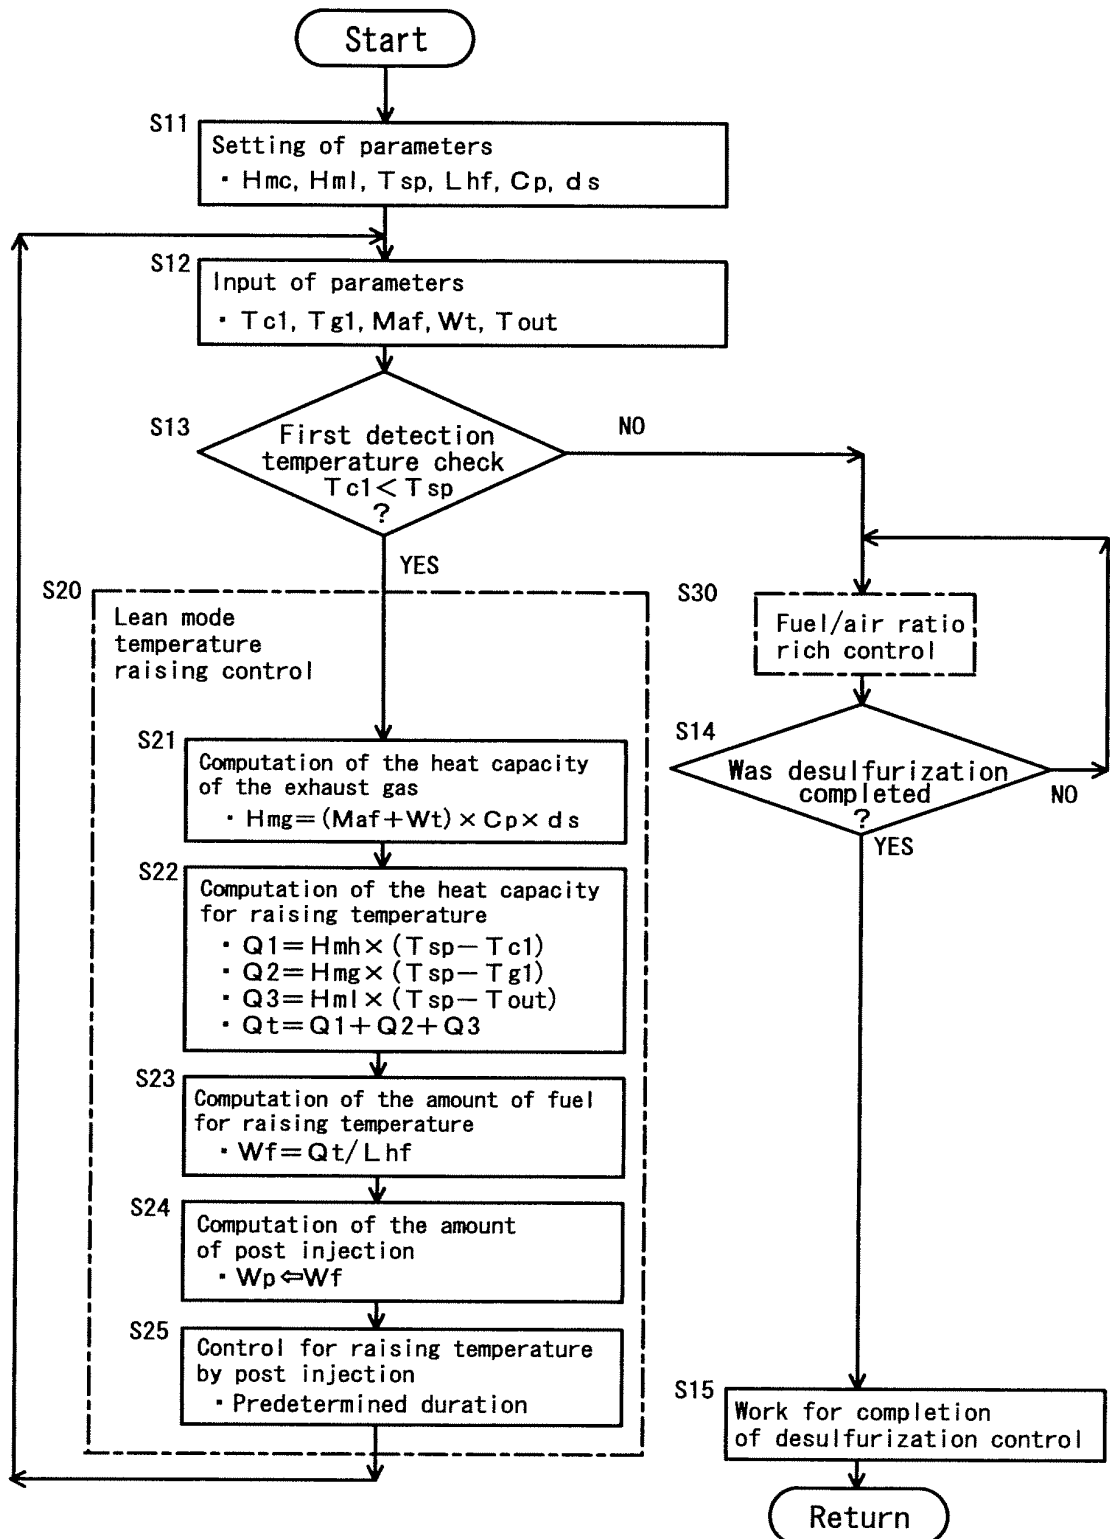 Start
S11
Setting of parameters
・Hmc, Hml, Tsp, Lhf, Cp, ds
S12
Input of parameters
・Tc1, Tg1, Maf, Wt, Tout
S13
First detection
temperature check
Tc1<Tsp
?
NO
YES
S20
Lean mode
temperature
raising control
S21
Computation of the heat capacity
of the exhaust gas
・Hmg=(Maf+Wt)×Cp×ds
S22
Computation of the heat capacity
for raising temperature
・Q1=Hmh×(Tsp−Tc1)
・Q2=Hmg×(Tsp−Tg1)
・Q3=Hml×(Tsp−Tout)
・Qt=Q1+Q2+Q3
S23
Computation of the amount of fuel
for raising temperature
・Wf=Qt/Lhf
S24
Computation of the amount
of post injection
・Wp⇐Wf
S25
Control for raising temperature
by post injection
・Predetermined duration
S30
Fuel/air ratio
rich control
S14
Was desulfurization
completed
?
NO
YES
S15
Work for completion
of desulfurization control
Return